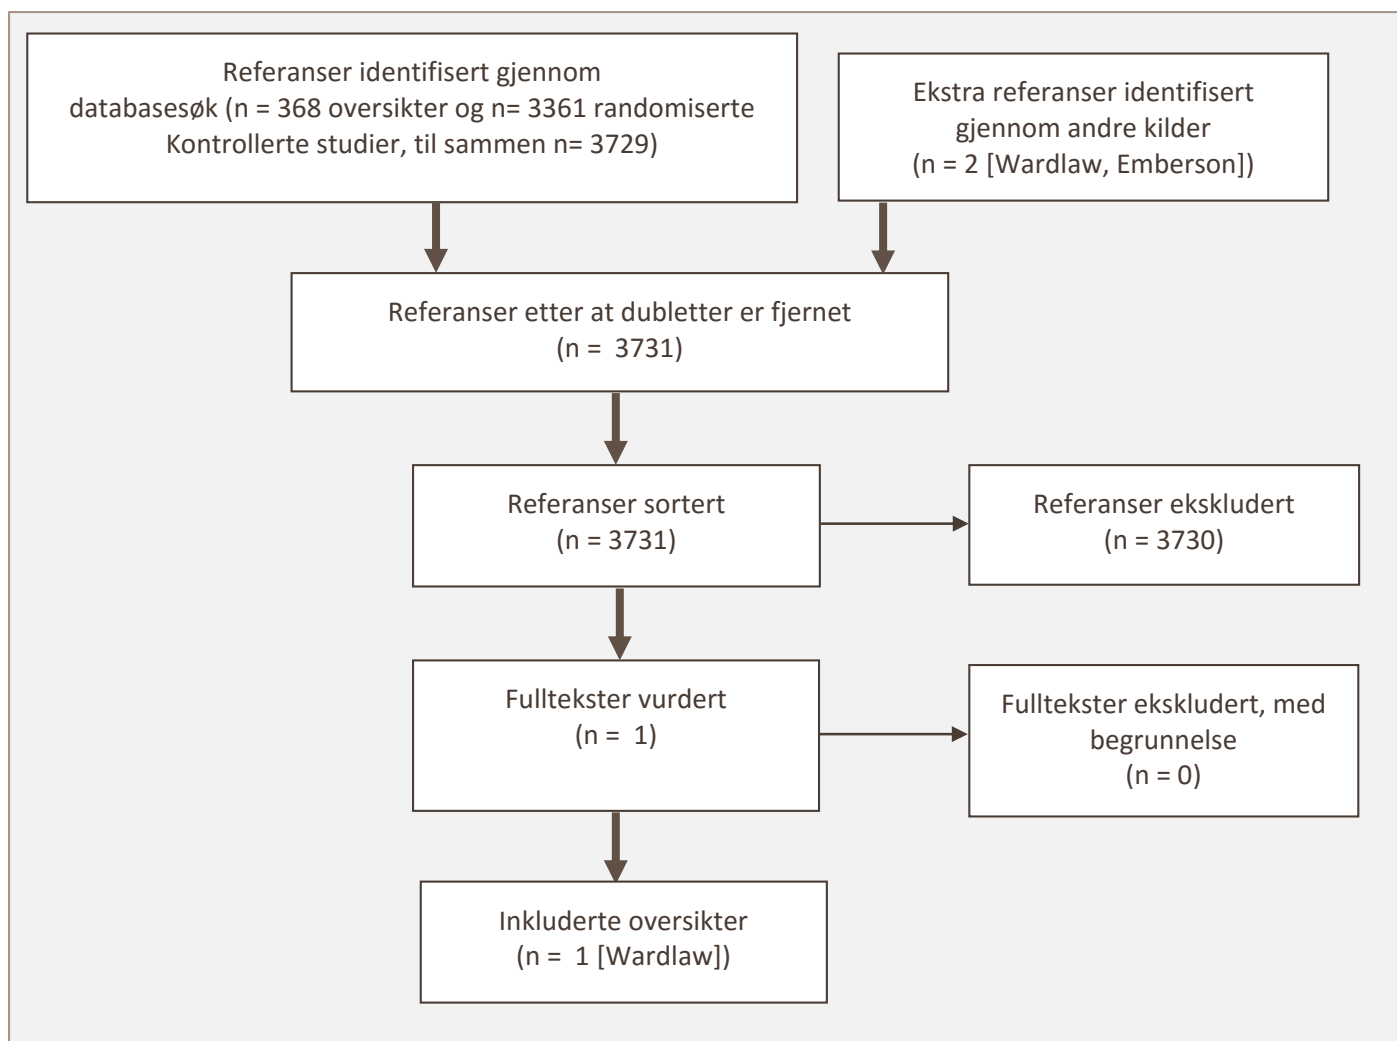 Referanser identifisert gjennom
databasesøk (n = 368 oversikter og n= 3361 randomiserte
Kontrollerte studier, til sammen n= 3729)
Ekstra referanser identifisert
gjennom andre kilder
(n = 2 [Wardlaw, Emberson])
Referanser etter at dubletter er fjernet
(n = 3731)
Referanser sortert
(n = 3731)
Referanser ekskludert
(n = 3730)
Fulltekster vurdert
(n = 1)
Fulltekster ekskludert, med
begrunnelse
(n = 0)
Inkluderte oversikter
(n = 1 [Wardlaw])